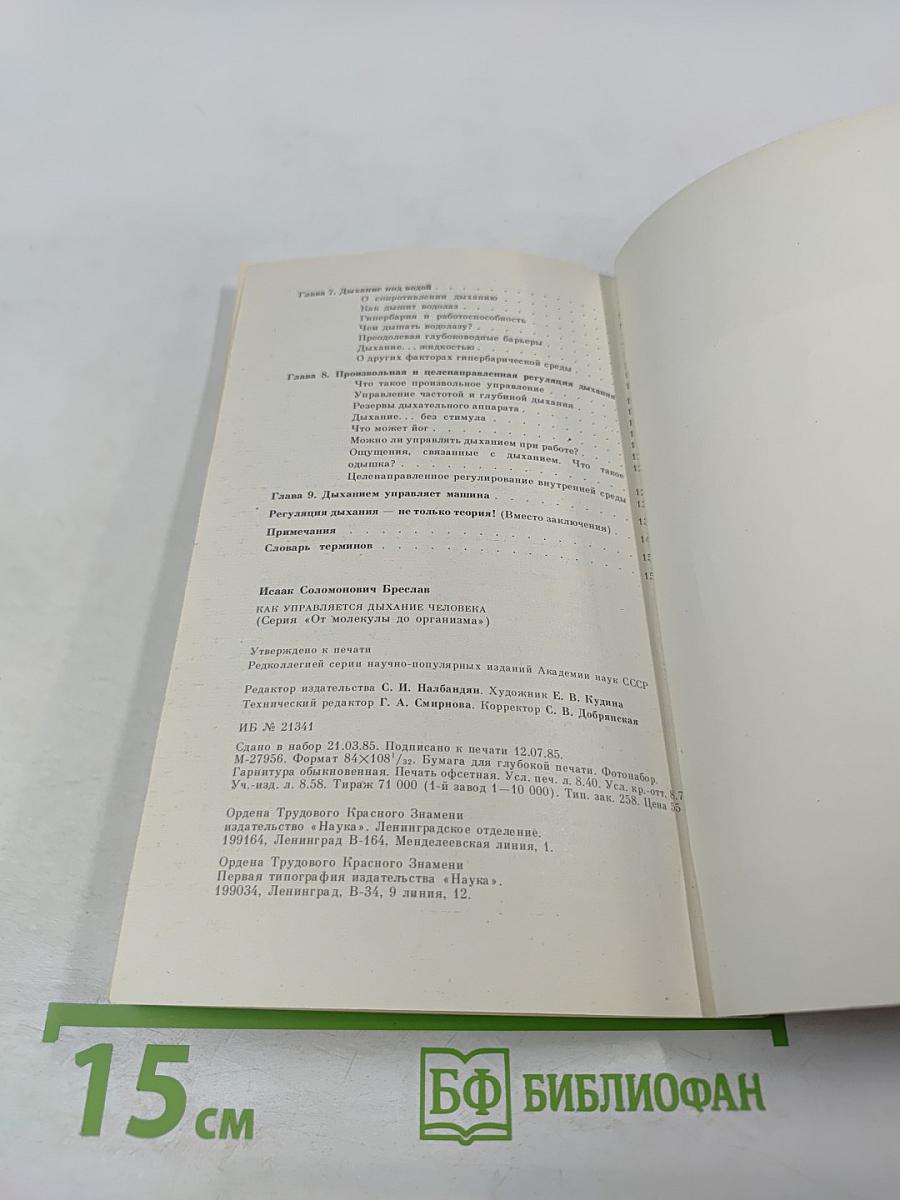 Глава 7. Дыхание под водой . . . . . . . . . .
О сопротивлении дыханию . . . . . . .
Как дышит водолаз . . . . . . . . .
Гипербария и работоспособность . . . . .
Чем дышать водолазу? . . . . . . . .
Преодолевая глубоководные барьеры . . . .
Дыхание. . . жидкостью . . . . . . . .
О других факторах гипербарической среды . .
Глава 8. Произвольная и целенаправленная регуляция дыхания
Что такое произвольное управление . . . .
Управление частотой и глубиной дыхания . .
Резервы дыхательного аппарата . . . . .
Дыхание. . . без стимула . . . . . . .
Что может йог . . . . . . . . . . .
Можно ли управлять дыханием при работе? . .
Ощущения, связанные с дыханием. Что такое
одышка? . . . . . . . . . . . . .
Целенаправленное регулирование внутренней среды
Глава 9. Дыханием управляет машина . . . . . . .
Регуляция дыхания — не только теория! (Вместо заключения) .
Примечания . . . . . . . . . . . . . .
Словарь терминов . . . . . . . . . . . .
Исаак Соломонович Бреслав
КАК УПРАВЛЯЕТСЯ ДЫХАНИЕ ЧЕЛОВЕКА
(Серия «От молекулы до организма»)
Утверждено к печати
Редколлегией серии научно-популярных изданий Академии наук СССР
Редактор издательства С. И. Налбандян. Художник Е. В. Кудина
Технический редактор Г. А. Смирнова. Корректор С. В. Добрянская
ИБ № 21341
Сдано в набор 21.03.85. Подписано к печати 12.07.85.
М-27956. Формат 84×108¹/₃₂. Бумага для глубокой печати. Фотонабор.
Гарнитура обыкновенная. Печать офсетная. Усл. печ. л. 8.40. Усл. кр.-отт. 8.7
Уч.-изд. л. 8.58. Тираж 71 000 (1-й завод 1—10 000). Тип. зак. 258. Цена 55
Ордена Трудового Красного Знамени
издательство «Наука». Ленинградское отделение.
199164, Ленинград В-164, Менделеевская линия, 1.
Ордена Трудового Красного Знамени
Первая типография издательства «Наука».
199034, Ленинград, В-34, 9 линия, 12.
15 см
БФ БИБЛИОФАН